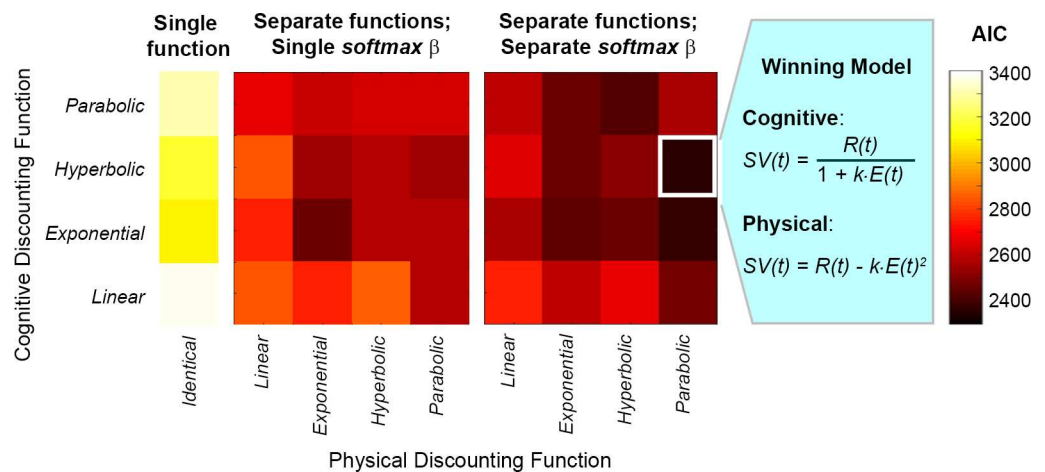 Single
function
Separate functions;
Single softmax β
Separate functions;
Separate softmax β
AIC
Cognitive Discounting Function
Parabolic
Hyperbolic
Exponential
Linear
Identical
Linear
Exponential
Hyperbolic
Parabolic
Linear
Exponential
Hyperbolic
Parabolic
Physical Discounting Function
Winning Model
Cognitive:
SV(t) = R(t) / 1 + k·E(t)
Physical:
SV(t) = R(t) - k·E(t)²
3400
3200
3000
2800
2600
2400